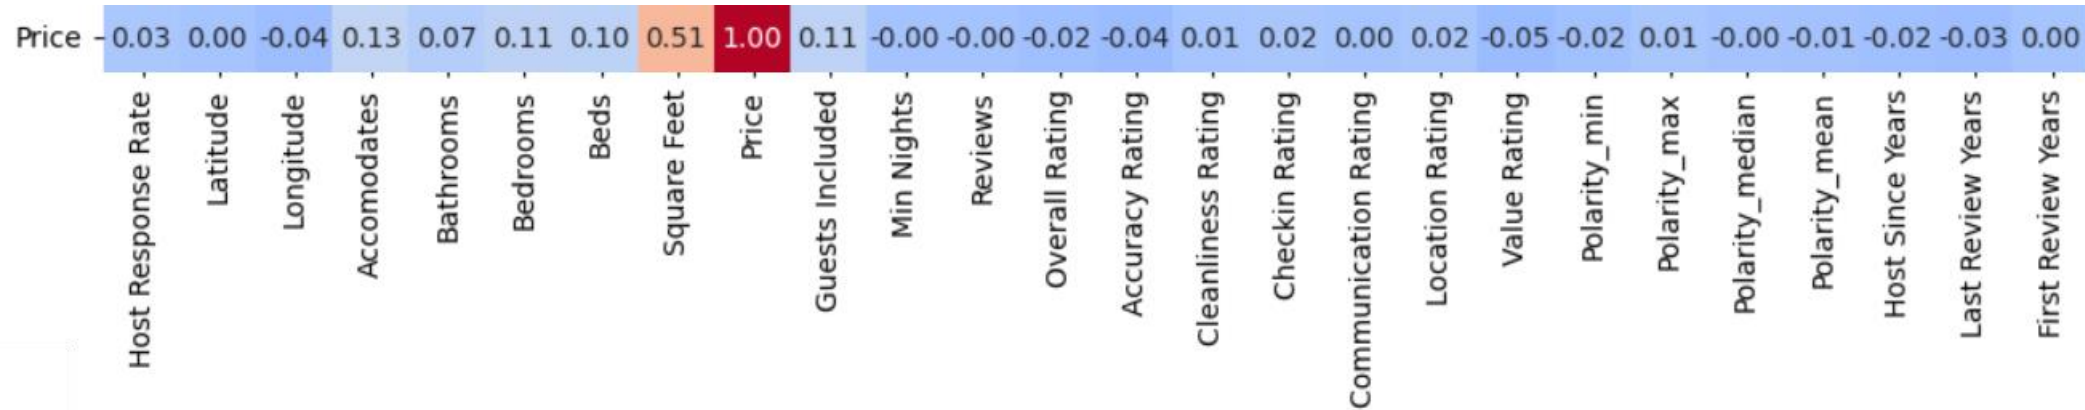 Price 0.03 0.00 -0.04 0.13 0.07 0.11 0.10 0.51 1.00 0.11 -0.00 -0.00 -0.02 -0.04 0.01 0.02 0.00 0.02 -0.05 -0.02 0.01 -0.00 -0.01 -0.02 -0.03 0.00
Host Response Rate
Latitude
Longitude
Accomodates
Bathrooms
Bedrooms
Beds
Square Feet
Price
Guests Included
Min Nights
Reviews
Overall Rating
Accuracy Rating
Cleanliness Rating
Checkin Rating
Communication Rating
Location Rating
Value Rating
Polarity_min
Polarity_max
Polarity_median
Polarity_mean
Host Since Years
Last Review Years
First Review Years